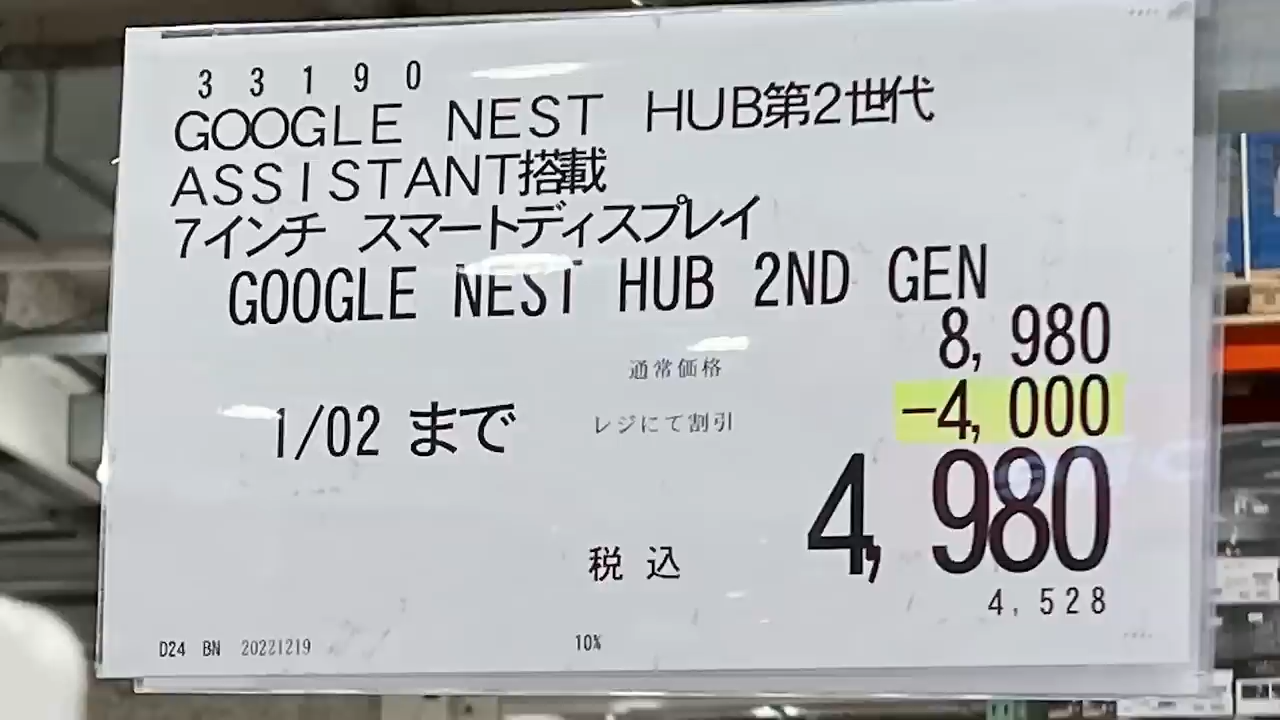 33190
GOOGLE NEST HUB第2世代
ASSISTANT搭載
7インチ スマートディスプレイ
GOOGLE NEST HUB 2ND GEN
通常価格 8,980
1/02 まで レジにて割引 -4,000
税込 4,980
4,528
D24 BN 20221219 10%